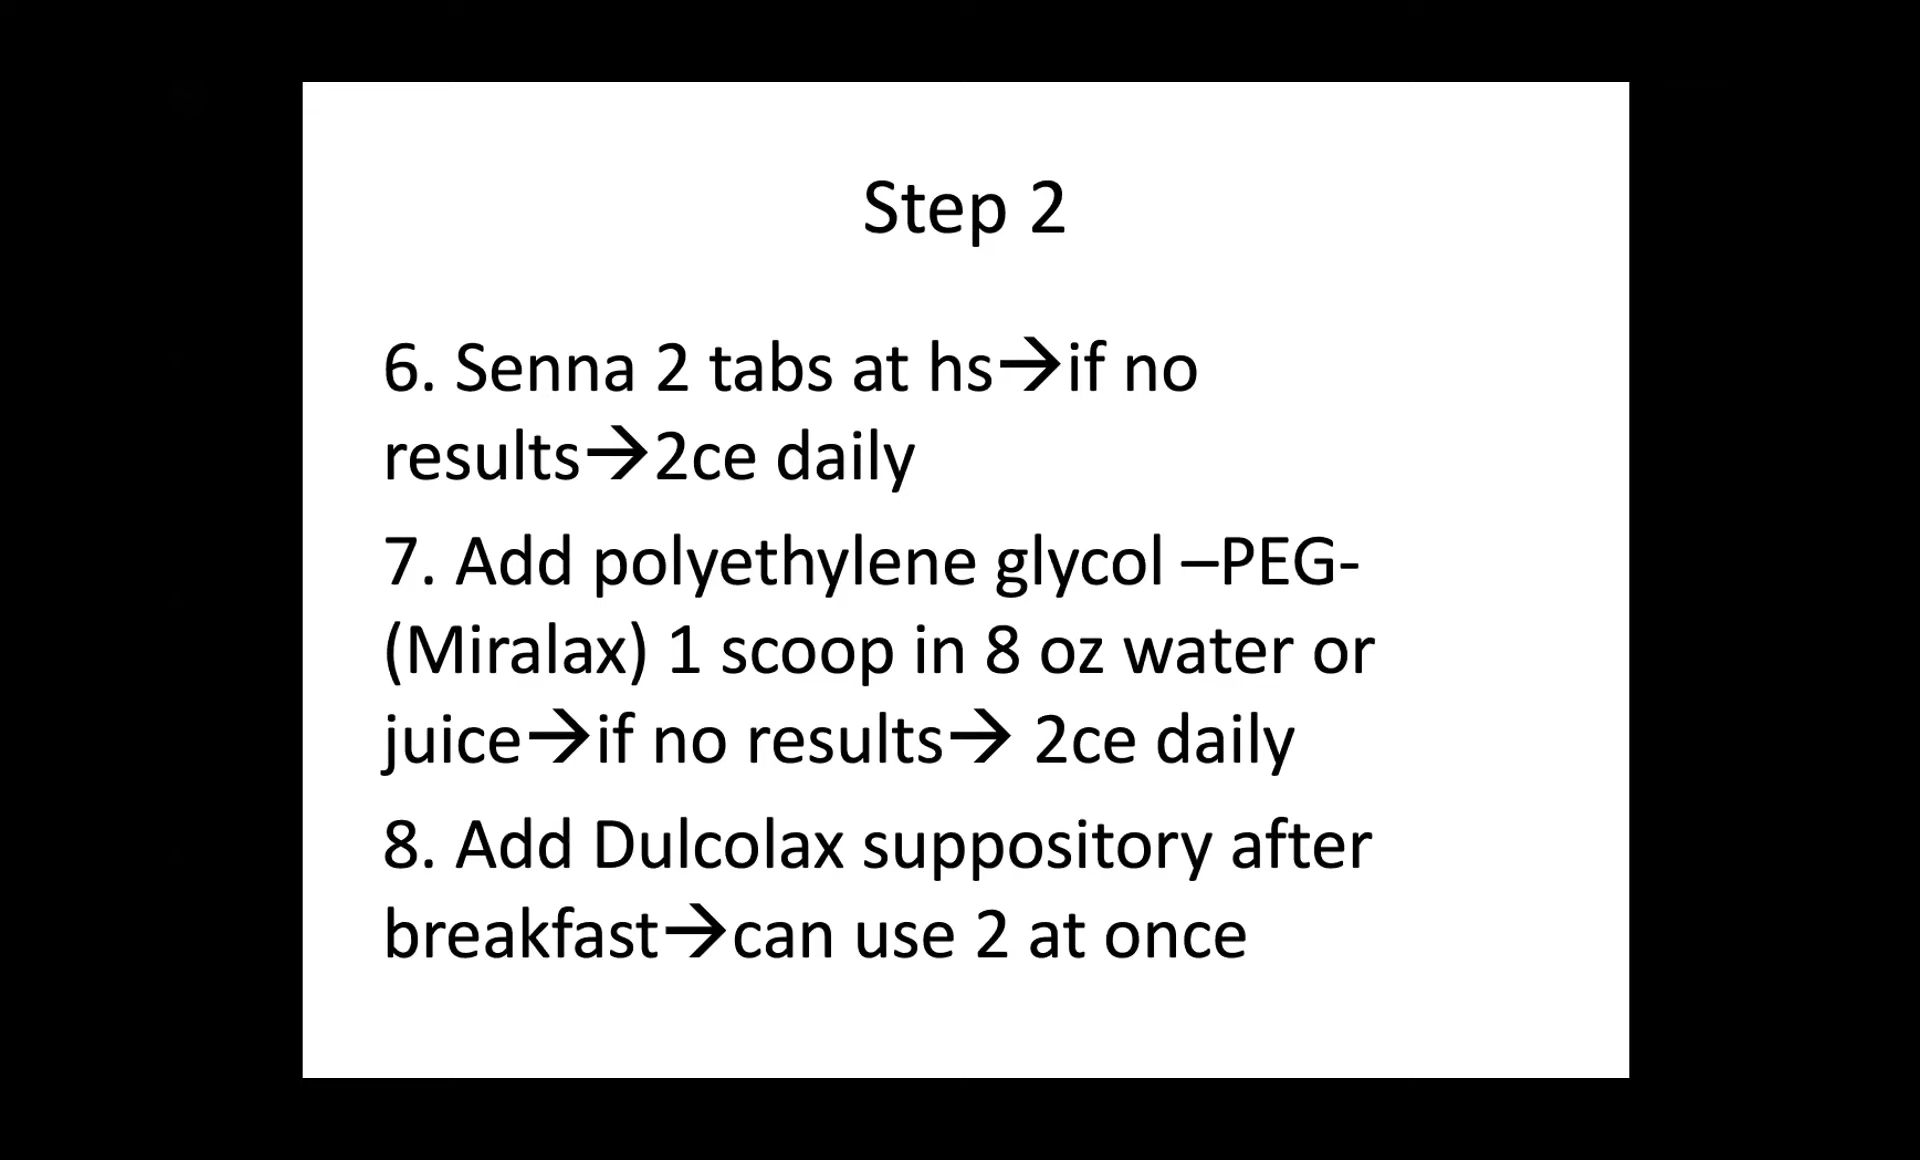 Step 2
6. Senna 2 tabs at hs→if no
results→2ce daily
7. Add polyethylene glycol –PEG-
(Miralax) 1 scoop in 8 oz water or
juice→if no results→ 2ce daily
8. Add Dulcolax suppository after
breakfast→can use 2 at once